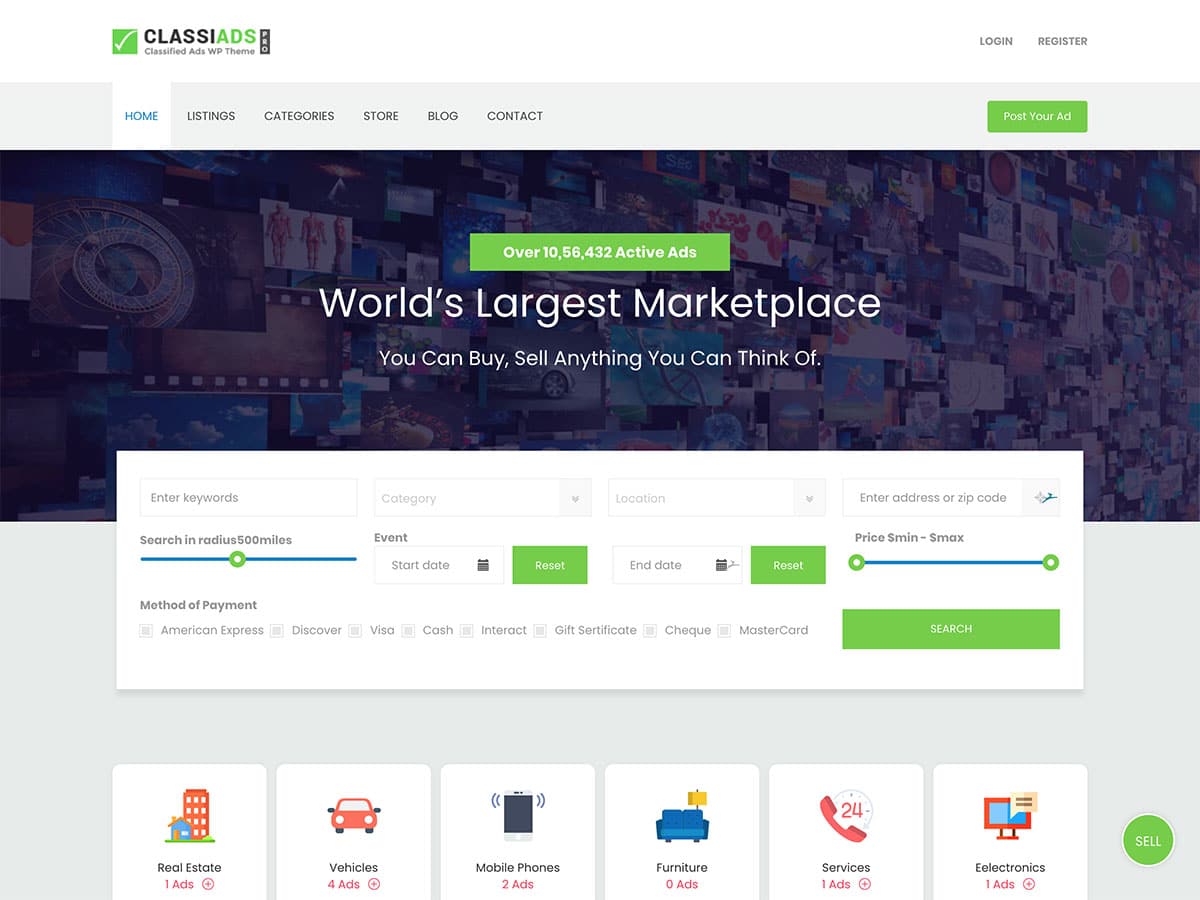 CLASSIADS PRO
Classified Ads WP Theme
LOGIN REGISTER
HOME LISTINGS CATEGORIES STORE BLOG CONTACT
Post Your Ad
Sea
Over 10,56,432 Active Ads
World's Largest Marketplace
You Can Buy, Sell Anything You Can Think Of.
Enter keywords Category Location Enter address or zip code
Search in radius500miles Event Price $min - $max
Start date Reset End date Reset
Method of Payment
American Express Discover Visa Cash Interact Gift Sertificate Cheque MasterCard
SEARCH
24
SELL
Real Estate Vehicles Mobile Phones Furniture Services Eelectronics
1 Ads 4 Ads 2 Ads 0 Ads 1 Ads 1 Ads